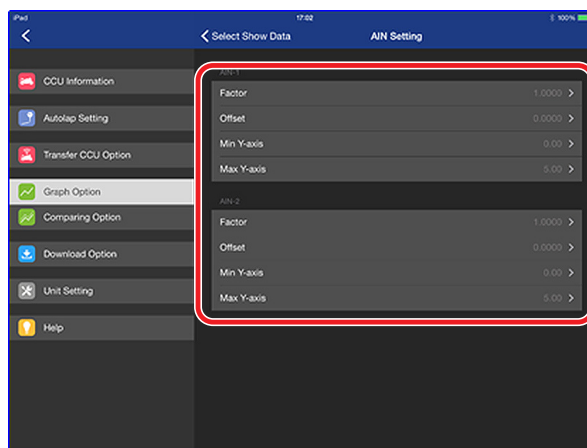 iPad 17:02 100%
Select Show Data AIN Setting
CCU Information
Autolap Setting
Transfer CCU Option
Graph Option
Comparing Option
Download Option
Unit Setting
Help
AIN-1
Factor 1.0000
Offset 0.0000
Min Y-axis 0.00
Max Y-axis 5.00
AIN-2
Factor 1.0000
Offset 0.0000
Min Y-axis 0.00
Max Y-axis 5.00